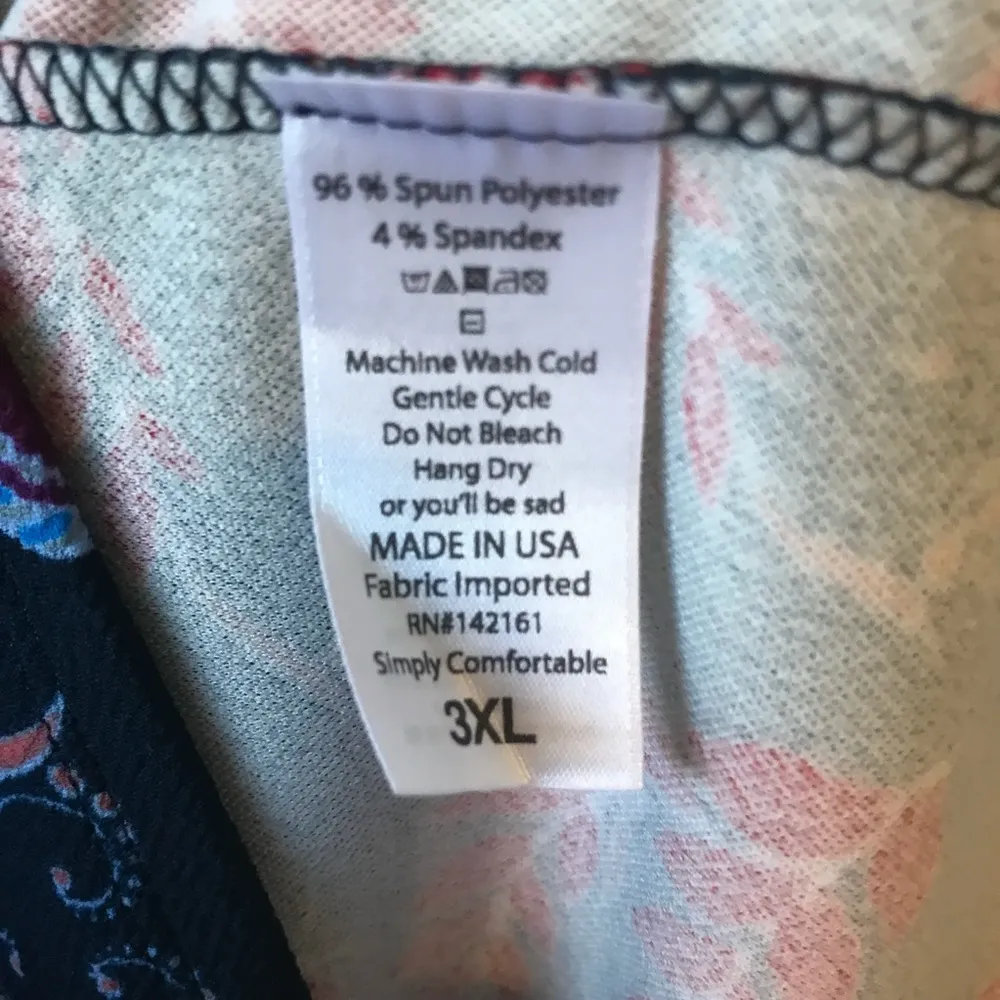 96 % Spun Polyester
4 % Spandex
Machine Wash Cold
Gentle Cycle
Do Not Bleach
Hang Dry
or you'll be sad
MADE IN USA
Fabric Imported
RN#142161
Simply Comfortable
3XL